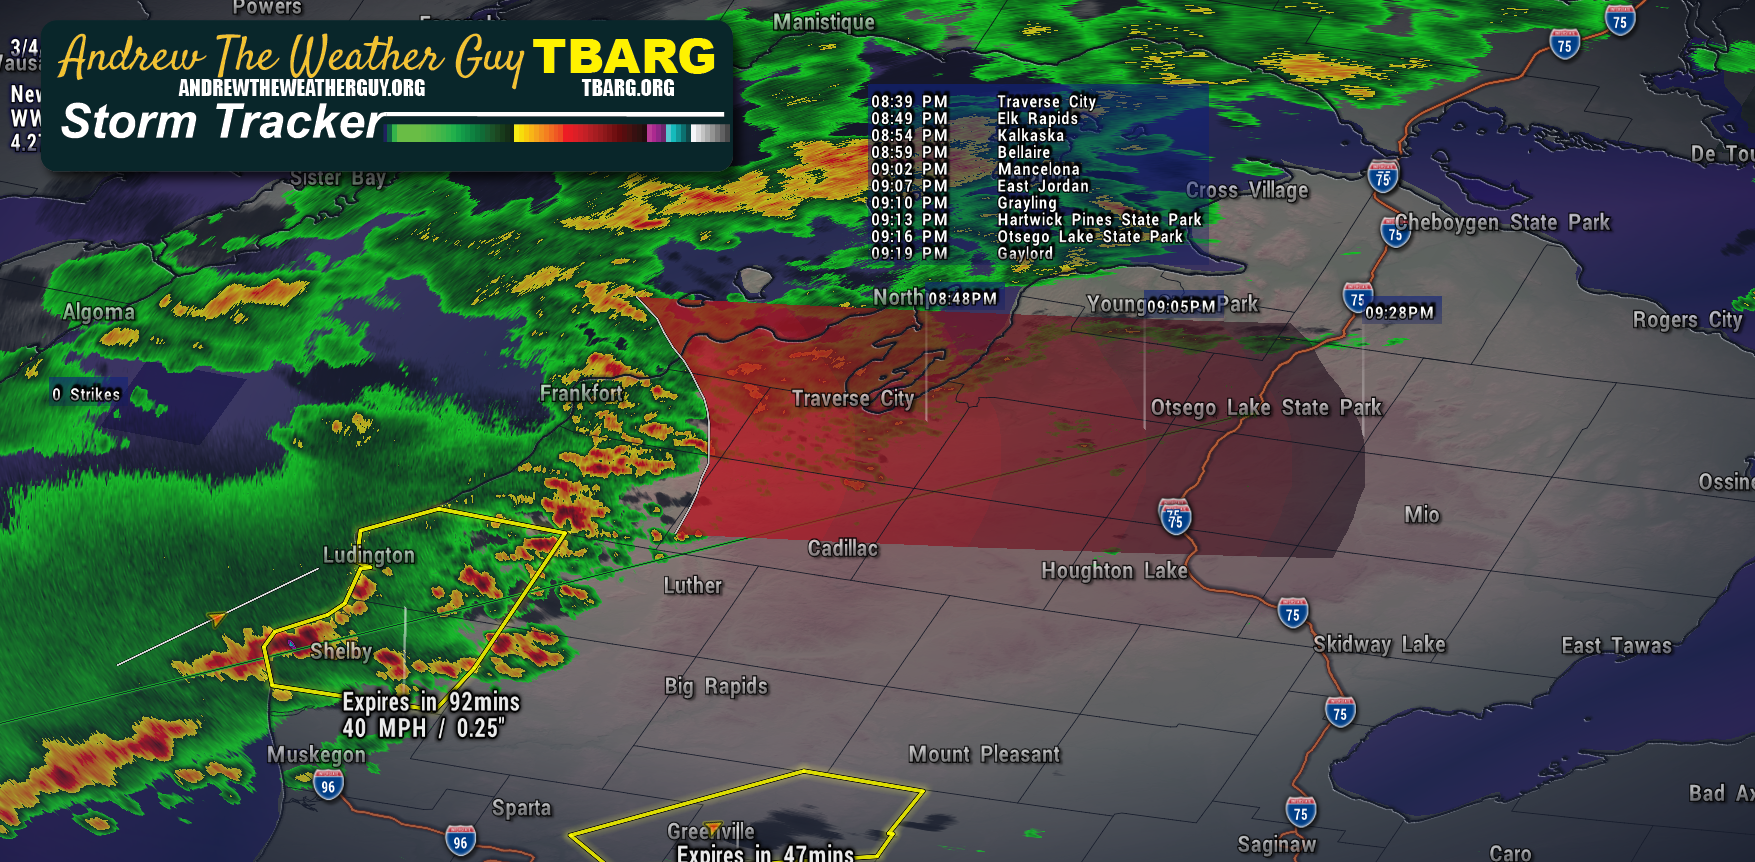 Powers
Manistique
75
75
3/4
Andrew The Weather Guy TBARG
ANDREWTHEWEATHERGUY.ORG TBARG.ORG
Storm Tracker
4.2
08:39 PM Traverse City
08:49 PM Elk Rapids
08:54 PM Kalkaska
08:59 PM Bellaire
09:02 PM Mancelona
09:07 PM East Jordan
09:10 PM Grayling
09:13 PM Hartwick Pines State Park
09:16 PM Otsego Lake State Park
09:19 PM Gaylord
De Tou
Sister Bay
75
Cross Village
75
Cheboygen State Park
Algoma
North
08:48PM
Young
09:05PM
Park
75
09:28PM
Rogers City
0 Strikes
Frankfort
Traverse City
Otsego Lake State Park
Ossine
75
75
Mio
Ludington
Cadillac
Houghton Lake
Luther
75
Shelby
Skidway Lake
East Tawas
Big Rapids
Expires in 92mins
40 MPH / 0.25"
75
Muskegon
Mount Pleasant
96
Sparta
Bad Ax
75
Greenville
96
Expires in 47mins
Saginaw
Caro